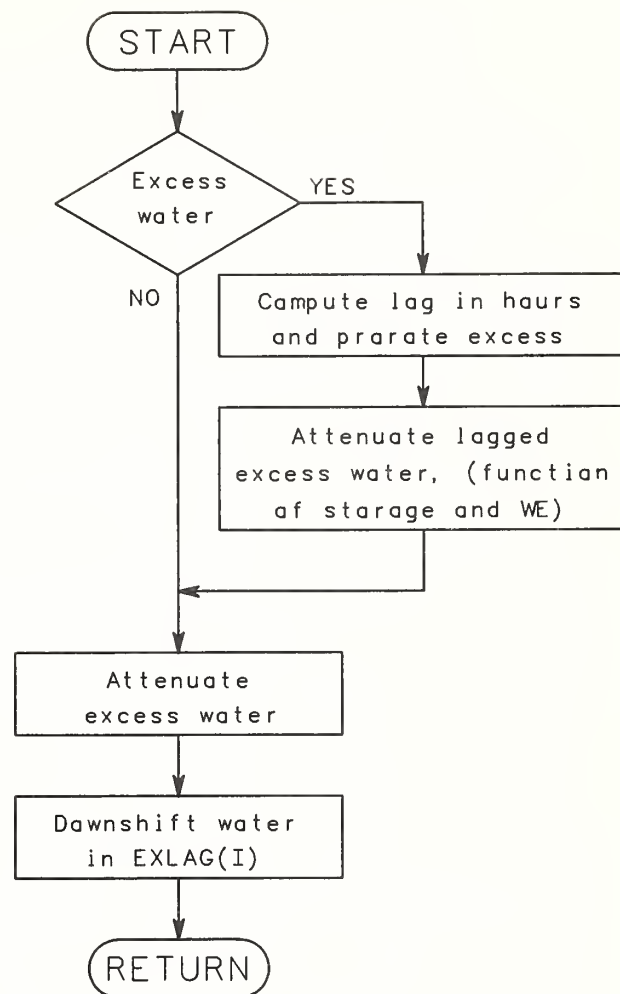 START
Excess
water
YES
NO
Campute lag in haurs
and prarate excess
Attenuate lagged
excess water, (functian
af starage and WE)
Attenuate
excess water
Dawnshift water
in EXLAG(I)
RETURN